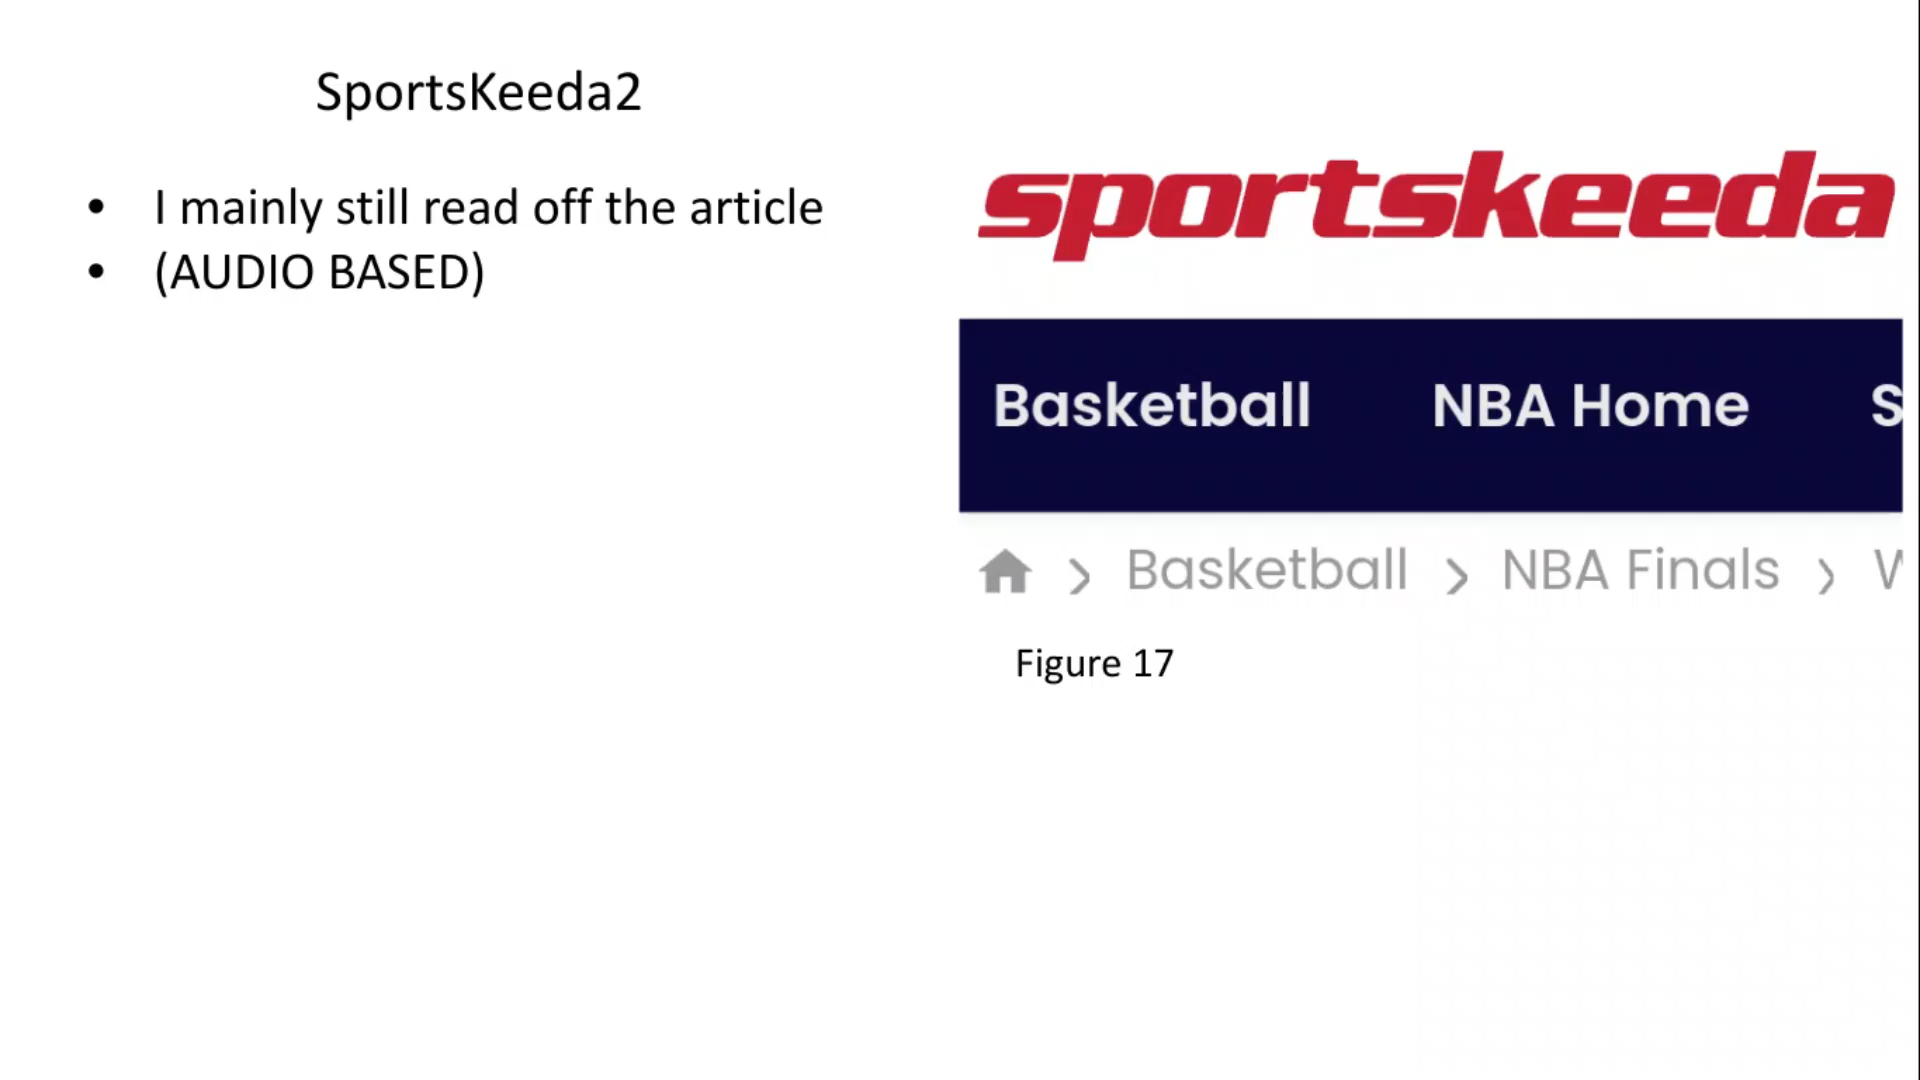 SportsKeeda2
• I mainly still read off the article
• (AUDIO BASED)
sportskeeda
Basketball NBA Home S
Basketball > NBA Finals > W
Figure 17